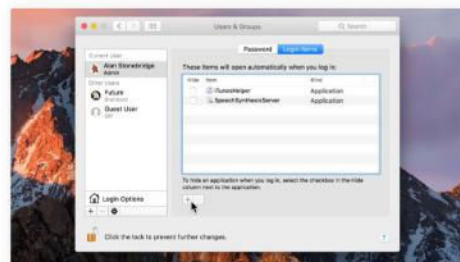 Users & Groups
Search
Password
Login Items
Current User
Alan Stonebridge
Admin
Other Users
Future
Guest User
Off
Login Options
These items will open automatically when you log in:
Hide Item Kind
iTunesHelper Application
SpeechSynthesisServer Application
To hide an application when you log in, select the checkbox in the Hide
column next to the application.
Click the lock to prevent further changes.